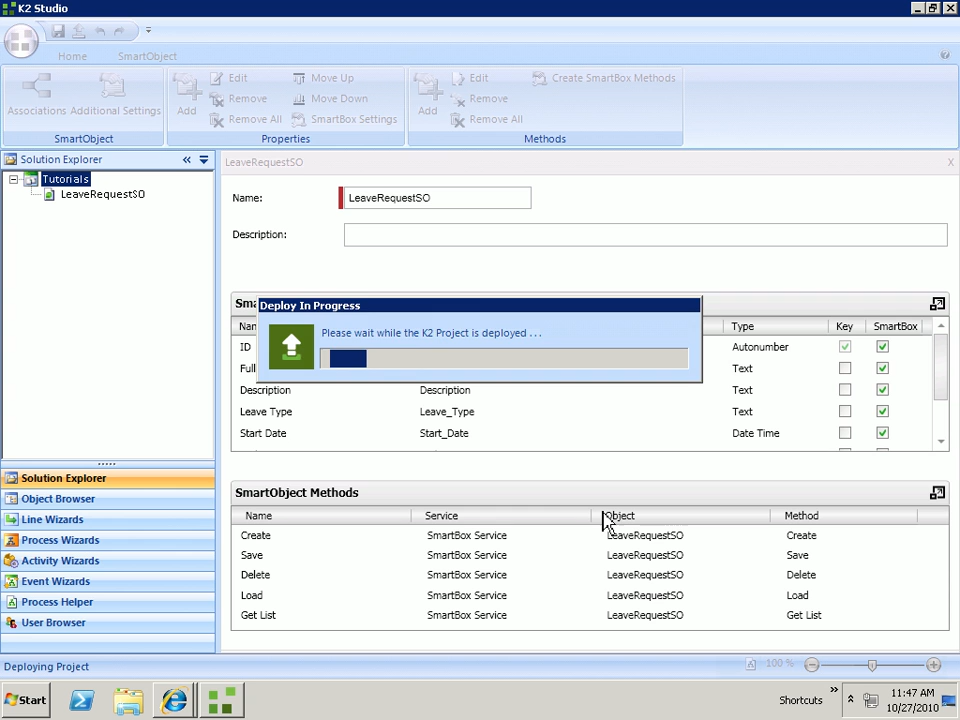 K2 Studio
Home SmartObject
Associations Additional Settings
SmartObject
Add
Edit
Remove
Remove All
Move Up
Move Down
SmartBox Settings
Properties
Add
Edit
Remove
Remove All
Create SmartBox Methods
Methods
Solution Explorer
Tutorials
LeaveRequestSO
Solution Explorer
Object Browser
Line Wizards
Process Wizards
Activity Wizards
Event Wizards
Process Helper
User Browser
LeaveRequestSO X
Name: LeaveRequestSO
Description:
Type Key SmartBox
ID Autonumber
Text
Description Description Text
Leave Type Leave_Type Text
Start Date Start_Date Date Time
Deploy In Progress
Please wait while the K2 Project is deployed . . .
SmartObject Methods
Name Service Object Method
Create SmartBox Service LeaveRequestSO Create
Save SmartBox Service LeaveRequestSO Save
Delete SmartBox Service LeaveRequestSO Delete
Load SmartBox Service LeaveRequestSO Load
Get List SmartBox Service LeaveRequestSO Get List
Deploying Project 100 %
Start Shortcuts » 11:47 AM
10/27/2010